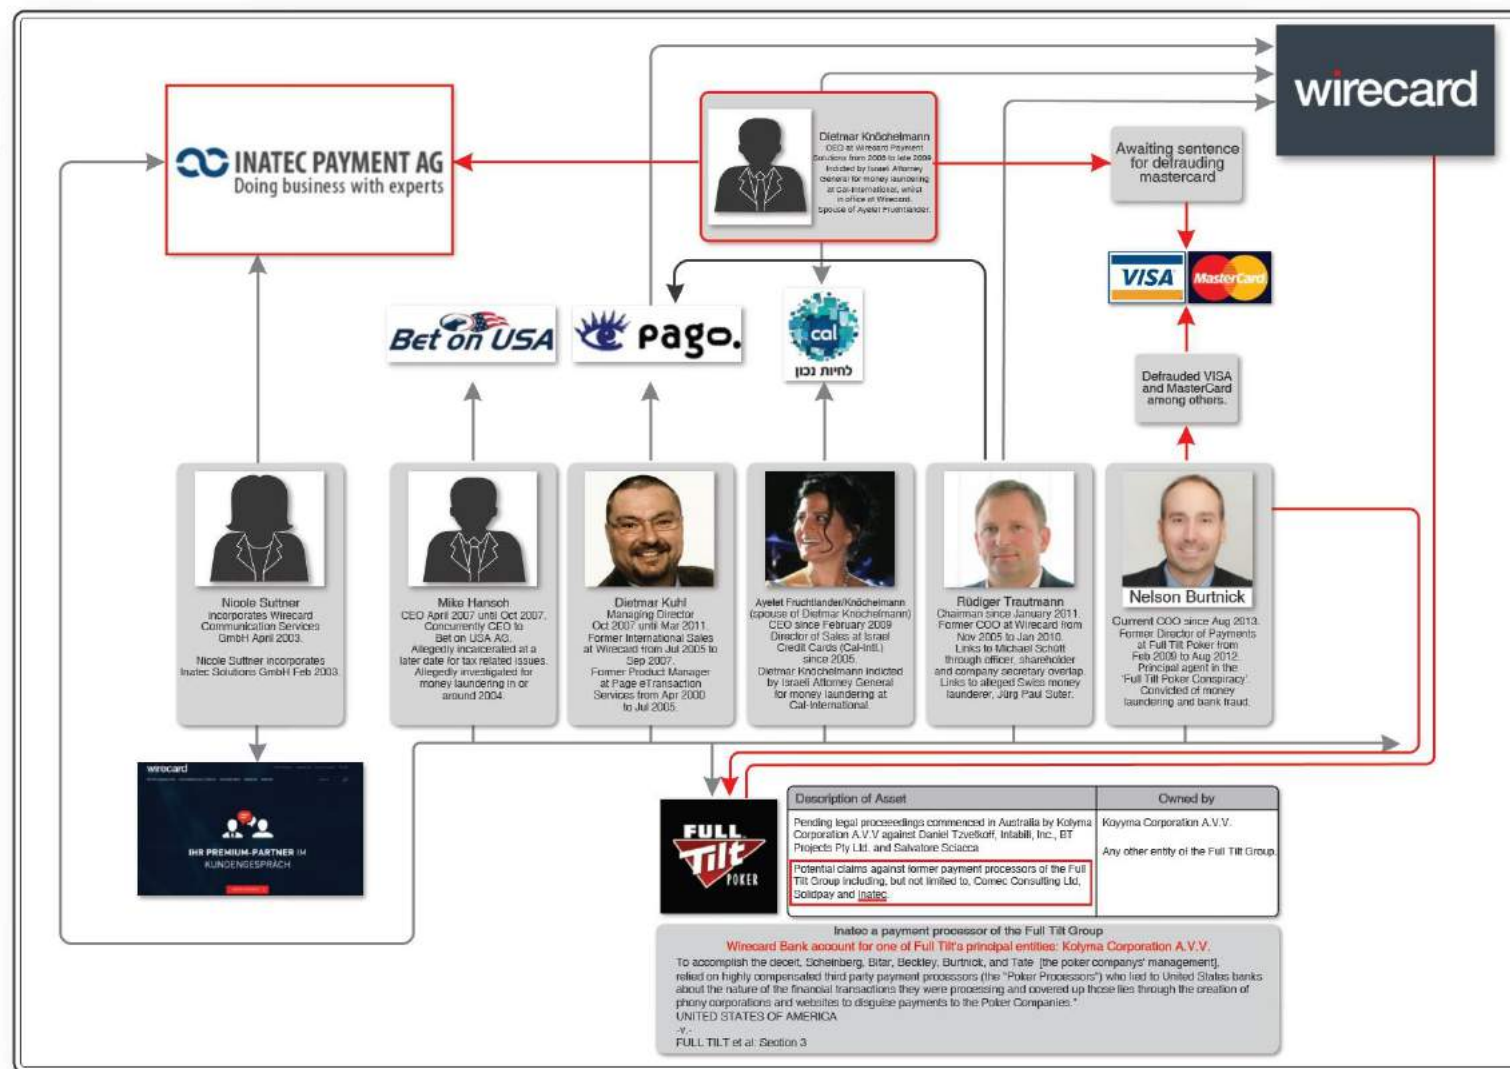 wirecard
INATEC PAYMENT AG
Doing business with experts
Dietmar Knöchelmann
CEO at Wirecard Payment
Solutions from 2008 to late 2009
Indicted by Israeli Attorney
General for money laundering
at Cal-International, whilst
in office at Wirecard.
Spouse of Ayelet Fruchtlander.
Awaiting sentence
for defrauding
mastercard
VISA
MasterCard
Bet on USA
pago.
cal
לחיות נכון
Defrauded VISA
and MasterCard
among others.
Nicole Suttner
incorporates Wirecard
Communication Services
GmbH April 2003.
Nicole Suttner incorporates
Inatec Solutions GmbH Feb 2003
Mike Hansch
CEO April 2007 until Oct 2007.
Concurrently CEO to
Bet on USA AG.
Allegedly incarcerated at a
later date for tax related issues.
Allegedly investigated for
money laundering in or
around 2004.
Dietmar Kuhl
Managing Director
Oct 2007 until Mar 2011.
Former International Sales
at Wirecard from Jul 2005 to
Sep 2007.
Former Product Manager
at Page eTransaction
Services from Apr 2000
to Jul 2005.
Ayelet Fruchtlander/Knöchelmann
(spouse of Dietmar Knöchelmann)
CEO since February 2009
Director of Sales at Israel
Credit Cards (Cal-Intl.)
since 2005.
Dietmar Knöchelmann indicted
by Israeli Attorney General
for money laundering at
Cal-International.
Rüdiger Trautmann
Chairman since January 2011.
Former COO at Wirecard from
Nov 2005 to Jan 2010.
Links to Michael Schütt
through officer, shareholder
and company secretary overlap.
Links to alleged Swiss money
launderer, Jürg Paul Suter.
Nelson Burtnick
Current COO since Aug 2013.
Former Director of Payments
at Full Tilt Poker from
Feb 2009 to Aug 2012.
Principal agent in the
'Full Tilt Poker Conspiracy'.
Convicted of money
laundering and bank fraud.
wirecard
IHR PREMIUM-PARTNER IM
KUNDENGESPRÄCH
FULL
Tilt
POKER
Description of Asset
Owned by
Pending legal proceeedings commenced in Australia by Kolyma
Corporation A.V.V against Daniel Tzvetkoff, Intabili, Inc., BT
Projects Pty Ltd. and Salvatore Sciacca
Koyyma Corporation A.V.V.
Any other entity of the Full Tilt Group.
Potential claims against former payment processors of the Full
Tilt Group including, but not limited to, Comec Consulting Ltd,
Solidpay and Inatec.
Inatec a payment processor of the Full Tilt Group
Wirecard Bank account for one of Full Tilt's principal entities: Kolyma Corporation A.V.V.
To accomplish the deceit, Scheinberg, Bitar, Beckley, Burtnick, and Tate [the poker companys' management],
relied on highly compensated third party payment processors (the "Poker Processors") who lied to United States banks
about the nature of the financial transactions they were processing and covered up those lies through the creation of
phony corporations and websites to disguise payments to the Poker Companies."
UNITED STATES OF AMERICA
-v.-
FULL TILT et al: Section 3